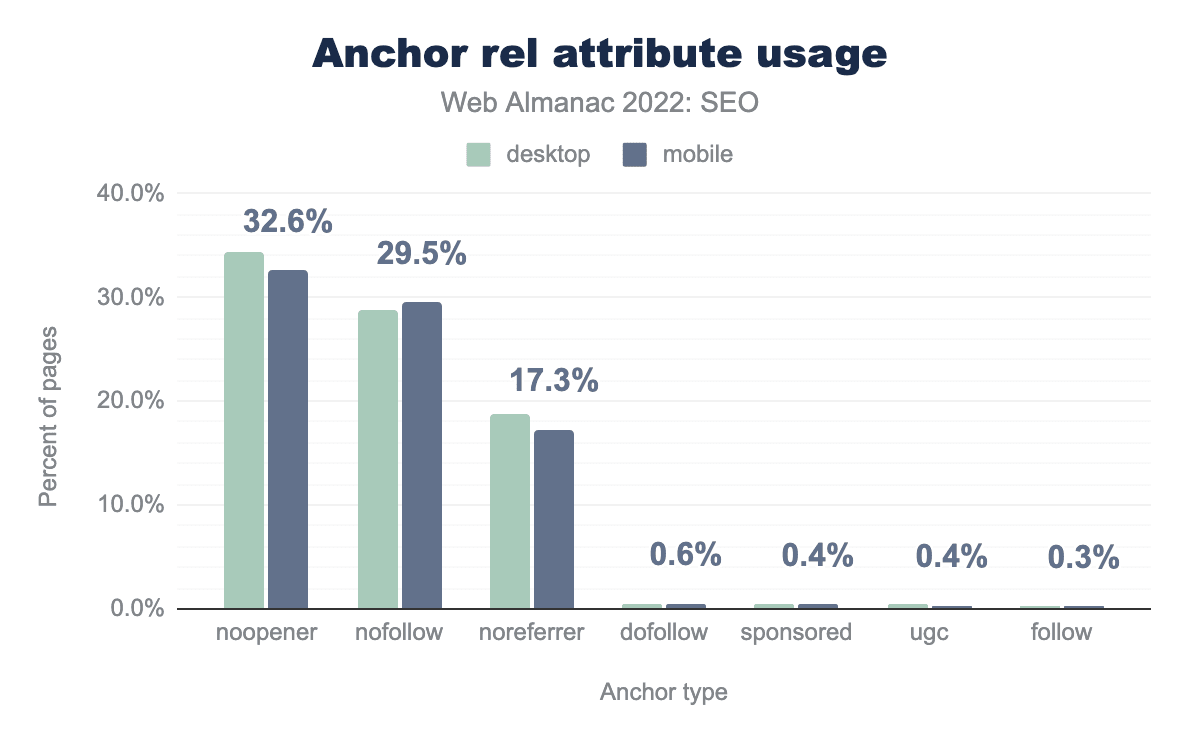 Anchor rel attribute usage
Web Almanac 2022: SEO
desktop mobile
40.0%
30.0%
20.0%
10.0%
0.0%
Percent of pages
32.6%
29.5%
17.3%
0.6%
0.4%
0.4%
0.3%
noopener nofollow noreferrer dofollow sponsored ugc follow
Anchor type